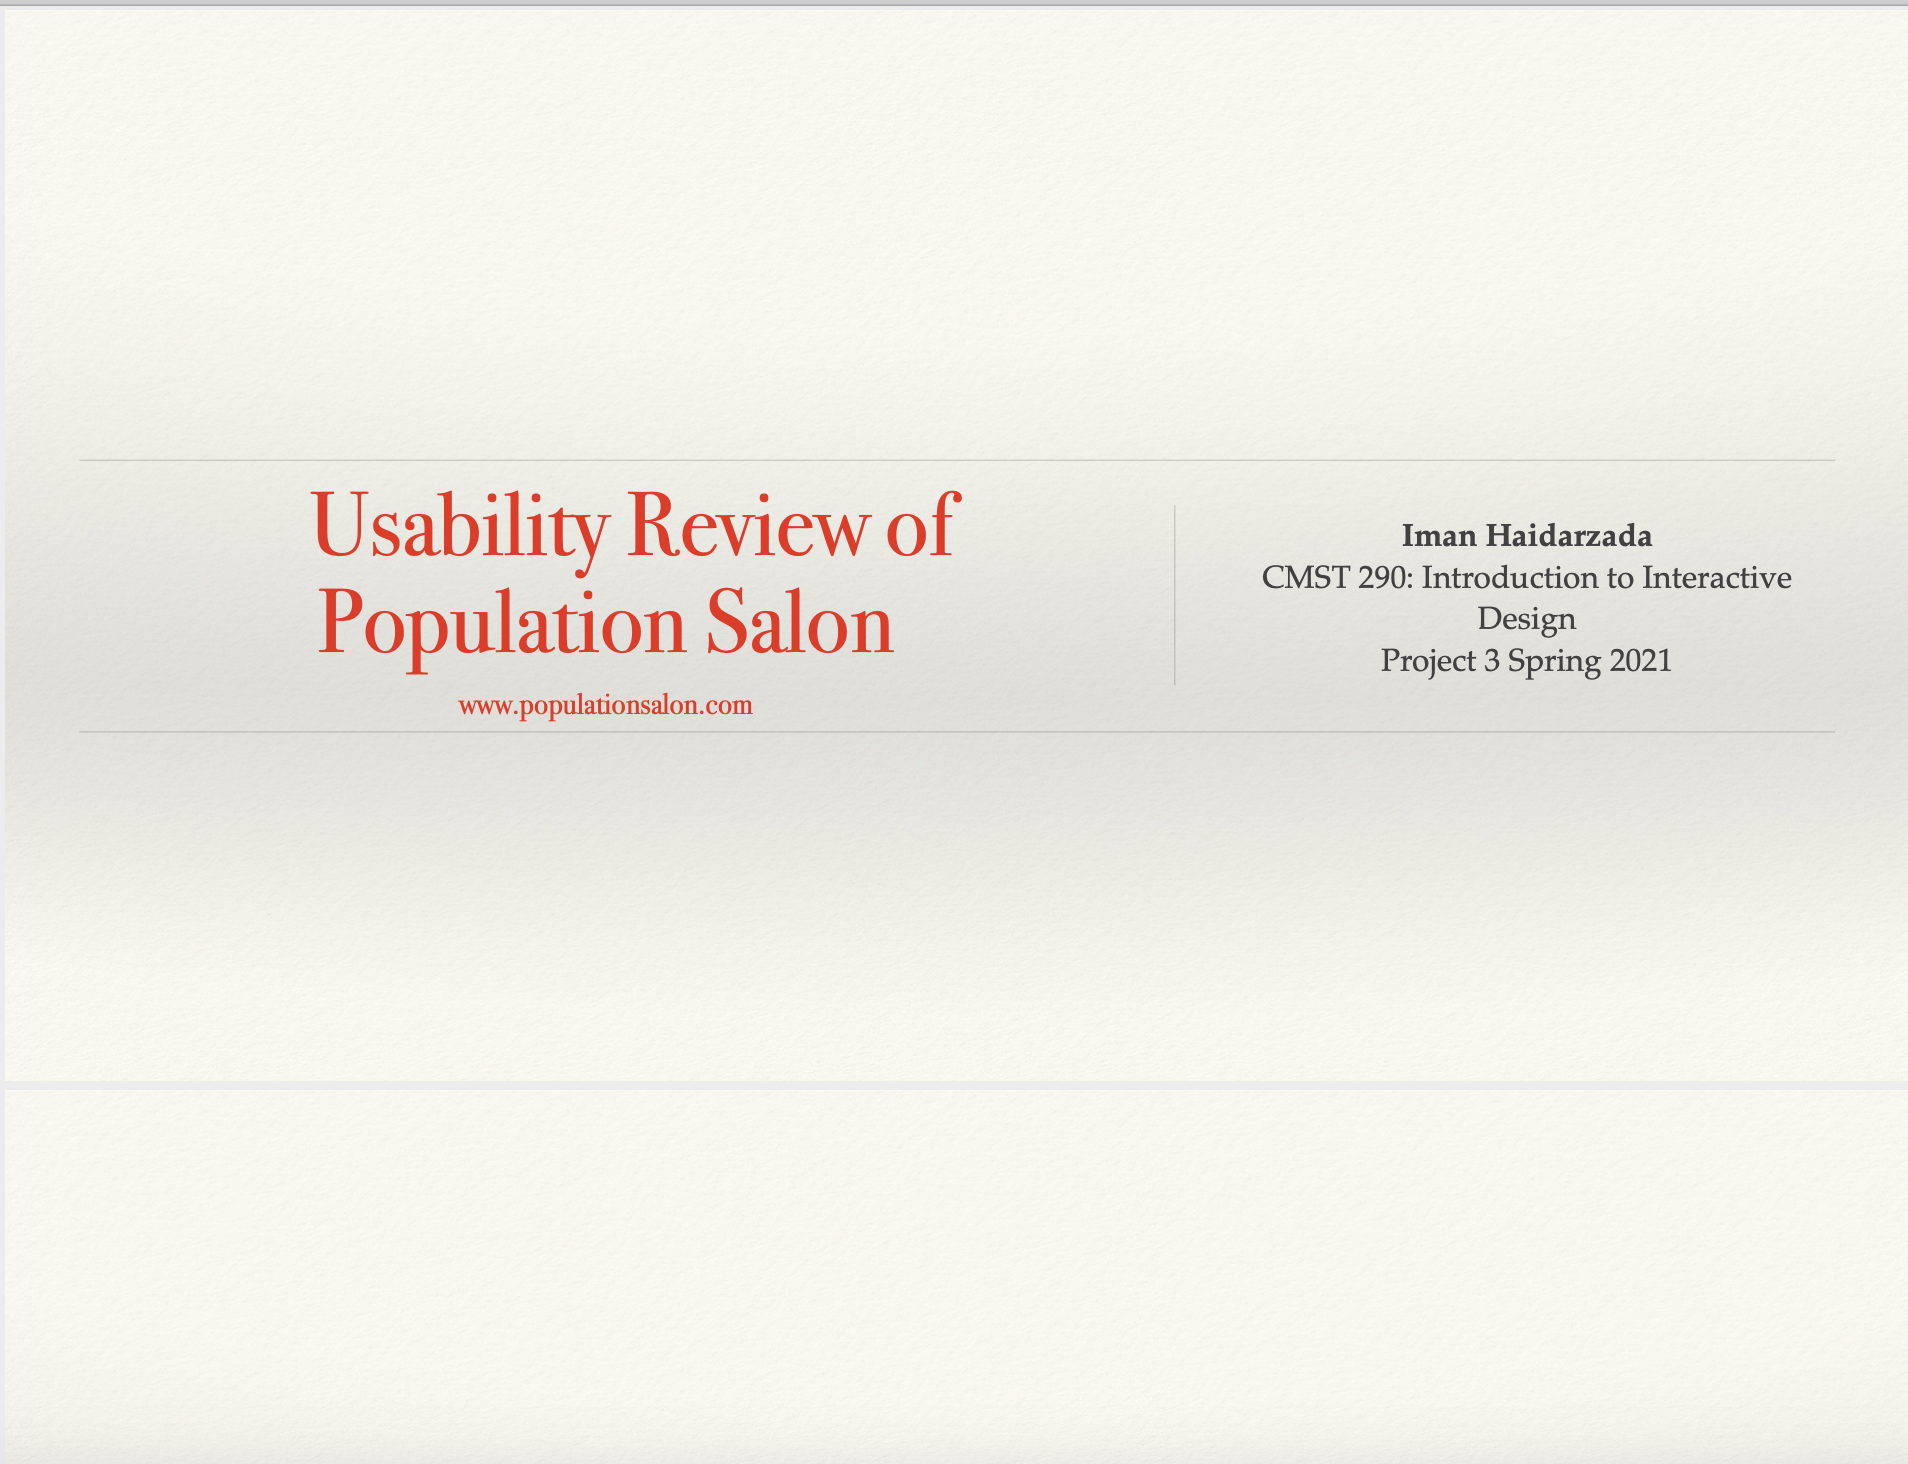 Usability Review of
Population Salon
www.populationsalon.com
Iman Haidarzada
CMST 290: Introduction to Interactive
Design
Project 3 Spring 2021